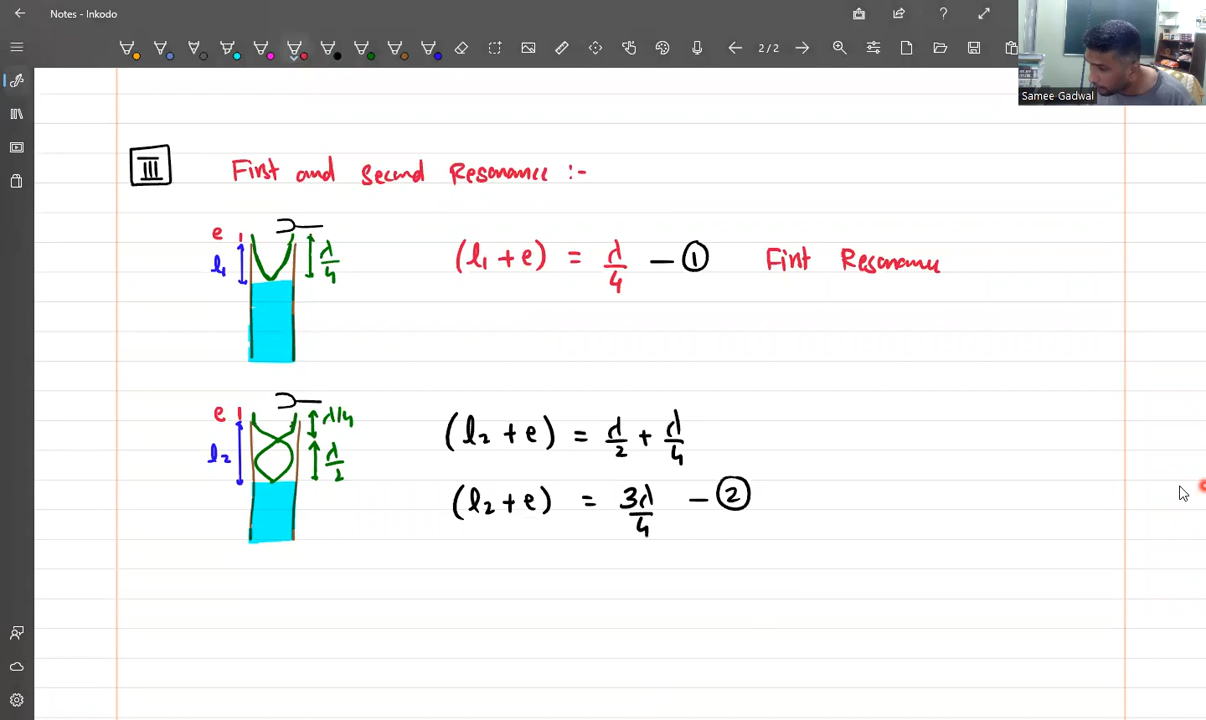 Notes - Inkodo
2/2
Samee Gadwal
III First and Second Resonance :-
e
l₁
λ/4
(l₁ + e) = λ/4 — ① First Resonance
e
l₂
λ/4
λ/2
(l₂ + e) = λ/2 + λ/4
(l₂ + e) = 3λ/4 — ②